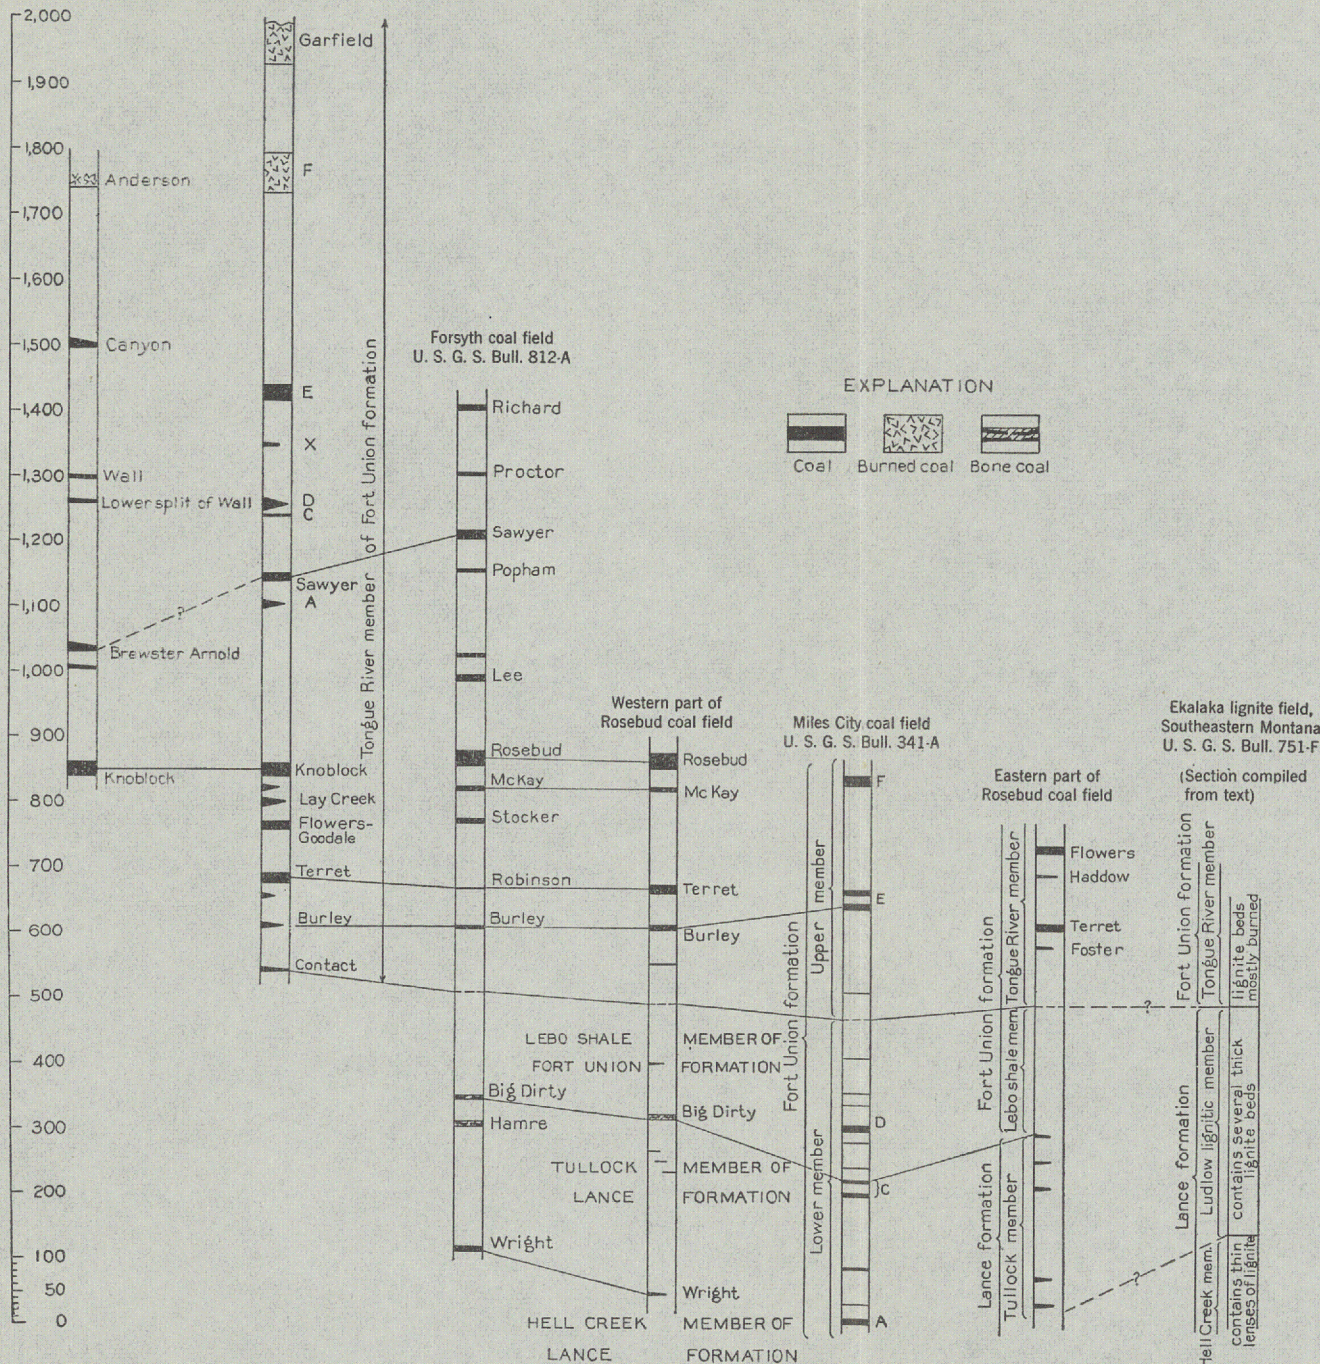 2,000
1,900
1,800
1,700
1,600
1,500
1,400
1,300
1,200
1,100
1,000
900
800
700
600
500
400
300
200
100
50
0
Anderson
Canyon
Wall
Lower split of Wall
Brewster Arnold
Knoblock
Garfield
F
E
X
D
C
Sawyer
A
Knoblock
Lay Creek
Flowers-
Goodale
Terret
Burley
Contact
?
Tongue River member of Fort Union formation
Forsyth coal field
U. S. G. S. Bull. 812-A
Richard
Proctor
Sawyer
Popham
Lee
Rosebud
McKay
Stocker
Robinson
Burley
Big Dirty
Hamre
Wright
EXPLANATION
Coal
Burned coal
Bone coal
Western part of
Rosebud coal field
Rosebud
McKay
Terret
Burley
LEBO SHALE MEMBER OF
FORT UNION FORMATION
Big Dirty
TULLOCK MEMBER OF
LANCE FORMATION
Wright
HELL CREEK MEMBER OF
LANCE FORMATION
Miles City coal field
U. S. G. S. Bull. 341-A
Fort Union formation
Upper member
Lower member
F
E
D
C
A
Eastern part of
Rosebud coal field
Fort Union formation
Tongue River member
Lebo shale mem.
Lance formation
Tullock member
Flowers
Haddow
Terret
Foster
?
?
Ekalaka lignite field,
Southeastern Montana
U. S. G. S. Bull. 751-F
(Section compiled
from text)
Fort Union formation
Tongue River member
lignite beds
mostly burned
Lance formation
Ludlow lignitic member
contains several thick
lignite beds
Hell Creek mem.
contains thin
lenses of lignite